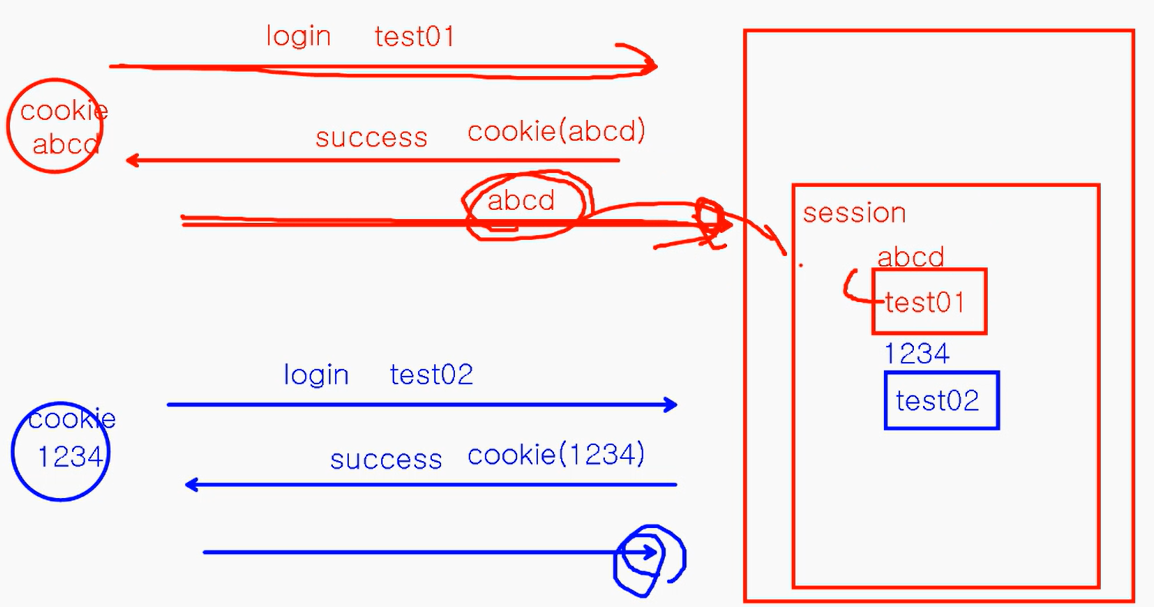 login test01
cookie
abcd
success cookie(abcd)
abcd
session
abcd
test01
1234
test02
login test02
cookie
1234
success cookie(1234)